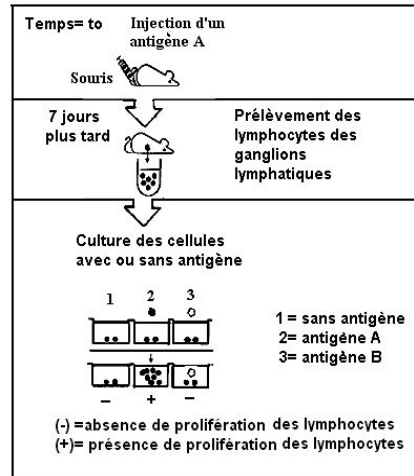 Temps= to
Injection d'un
antigène A
Souris
7 jours
plus tard
Prélèvement des
lymphocytes des
ganglions
lymphatiques
Culture des cellules
avec ou sans antigène
1 2 3
1= sans antigène
2= antigène A
3= antigène B
– + –
(-) =absence de prolifération des lymphocytes
(+)= présence de prolifération des lymphocytes